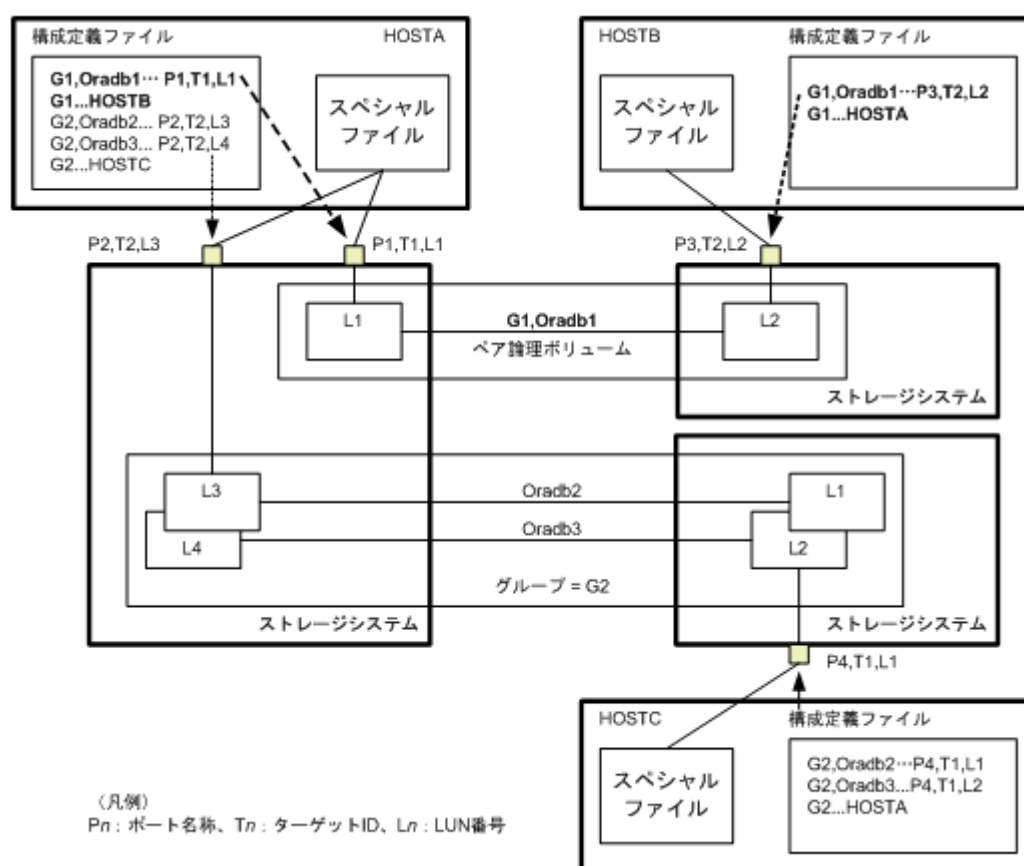 構成定義ファイル
HOSTA
G1,Oradb1… P1,T1,L1
G1...HOSTB
G2,Oradb2... P2,T2,L3
G2,Oradb3... P2,T2,L4
G2...HOSTC
スペシャル
ファイル
HOSTB
構成定義ファイル
スペシャル
ファイル
G1,Oradb1…P3,T2,L2
G1...HOSTA
P2,T2,L3
P1,T1,L1
P3,T2,L2
L1
G1,Oradb1
ペア論理ボリューム
L2
ストレージシステム
L3
L4
Oradb2
Oradb3
L1
L2
グループ = G2
ストレージシステム
ストレージシステム
P4,T1,L1
HOSTC
構成定義ファイル
スペシャル
ファイル
G2,Oradb2…P4,T1,L1
G2,Oradb3...P4,T1,L2
G2...HOSTA
（凡例）
Pn：ポート名称、Tn：ターゲットID、Ln：LUN番号